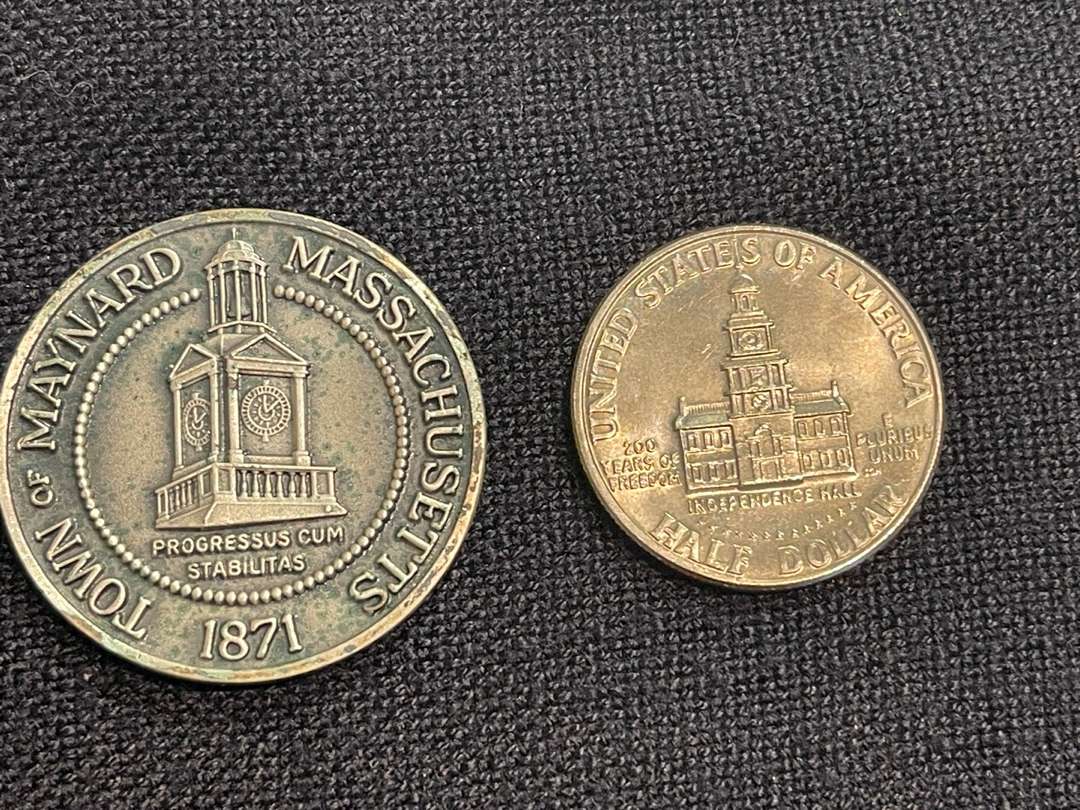 TOWN OF MAYNARD MASSACHUSETTS
PROGRESSUS CUM
STABILITAS
1871
UNITED STATES OF AMERICA
200
YEARS OF
FREEDOM
E
PLURIBUS
UNUM
INDEPENDENCE HALL
HALF DOLLAR